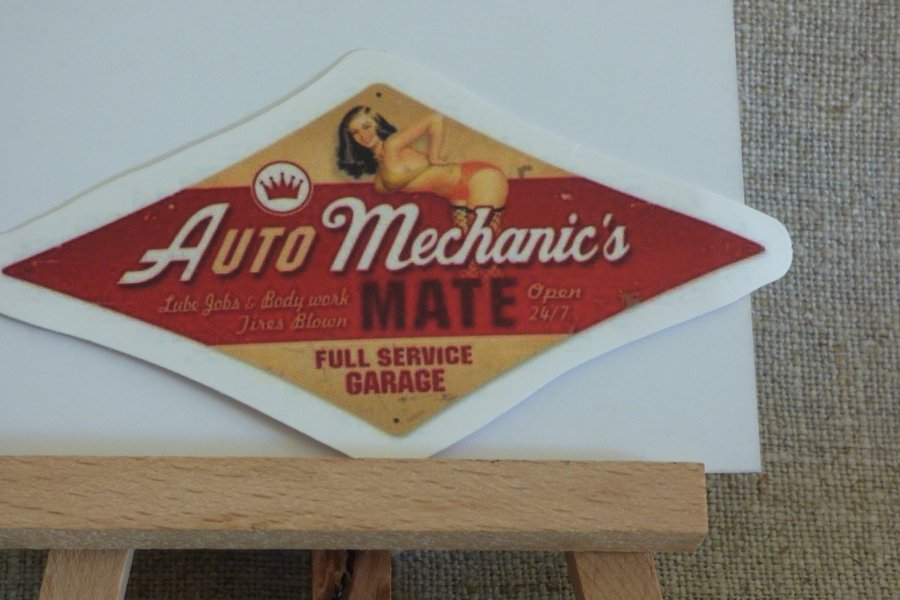 Auto Mechanic's
Lube Jobs & Body work
Tires Blown
MATE
Open
24/7
FULL SERVICE
GARAGE